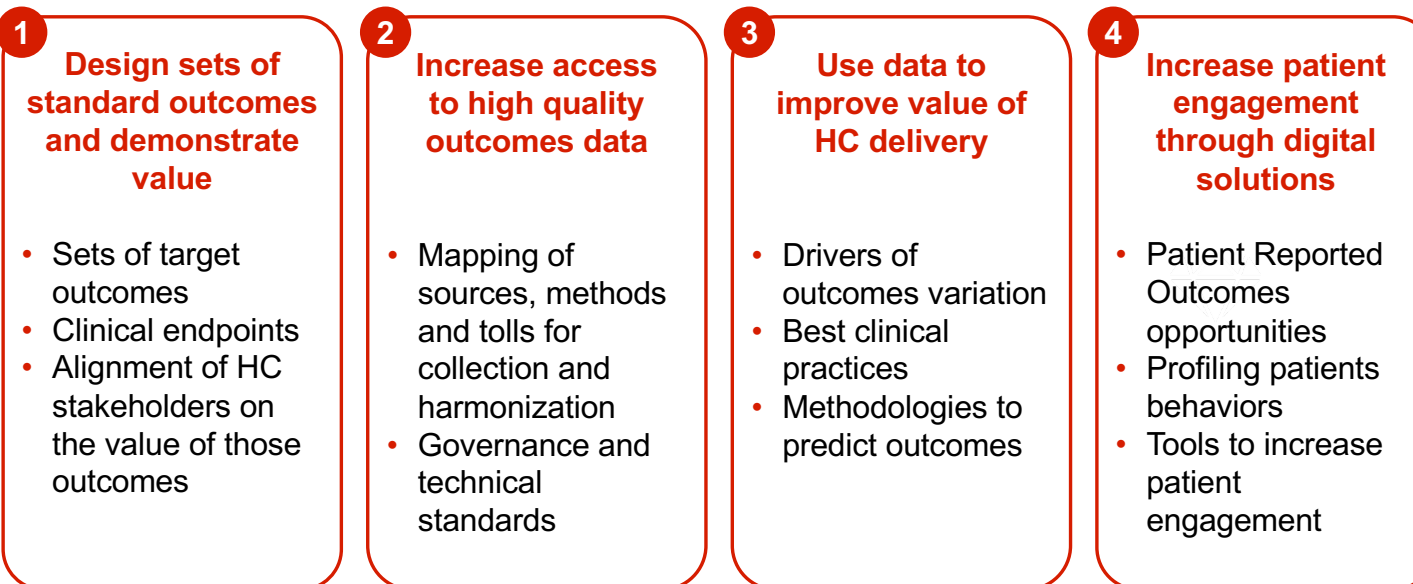 1
Design sets of
standard outcomes
and demonstrate
value
• Sets of target
outcomes
• Clinical endpoints
• Alignment of HC
stakeholders on
the value of those
outcomes
2
Increase access
to high quality
outcomes data
• Mapping of
sources, methods
and tolls for
collection and
harmonization
• Governance and
technical
standards
3
Use data to
improve value of
HC delivery
• Drivers of
outcomes variation
• Best clinical
practices
• Methodologies to
predict outcomes
4
Increase patient
engagement
through digital
solutions
• Patient Reported
Outcomes
opportunities
• Profiling patients
behaviors
• Tools to increase
patient
engagement